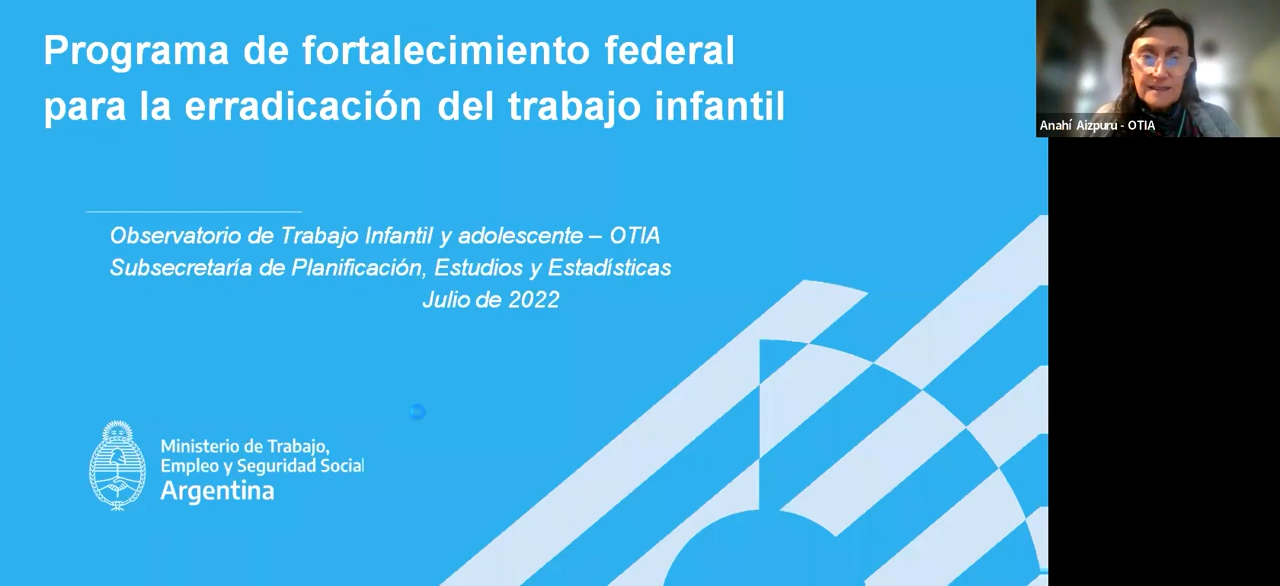 Programa de fortalecimiento federal
para la erradicación del trabajo infantil
Anahí Aizpuru - OTIA
Observatorio de Trabajo Infantil y adolescente – OTIA
Subsecretaría de Planificación, Estudios y Estadísticas
Julio de 2022
Ministerio de Trabajo,
Empleo y Seguridad Social
Argentina